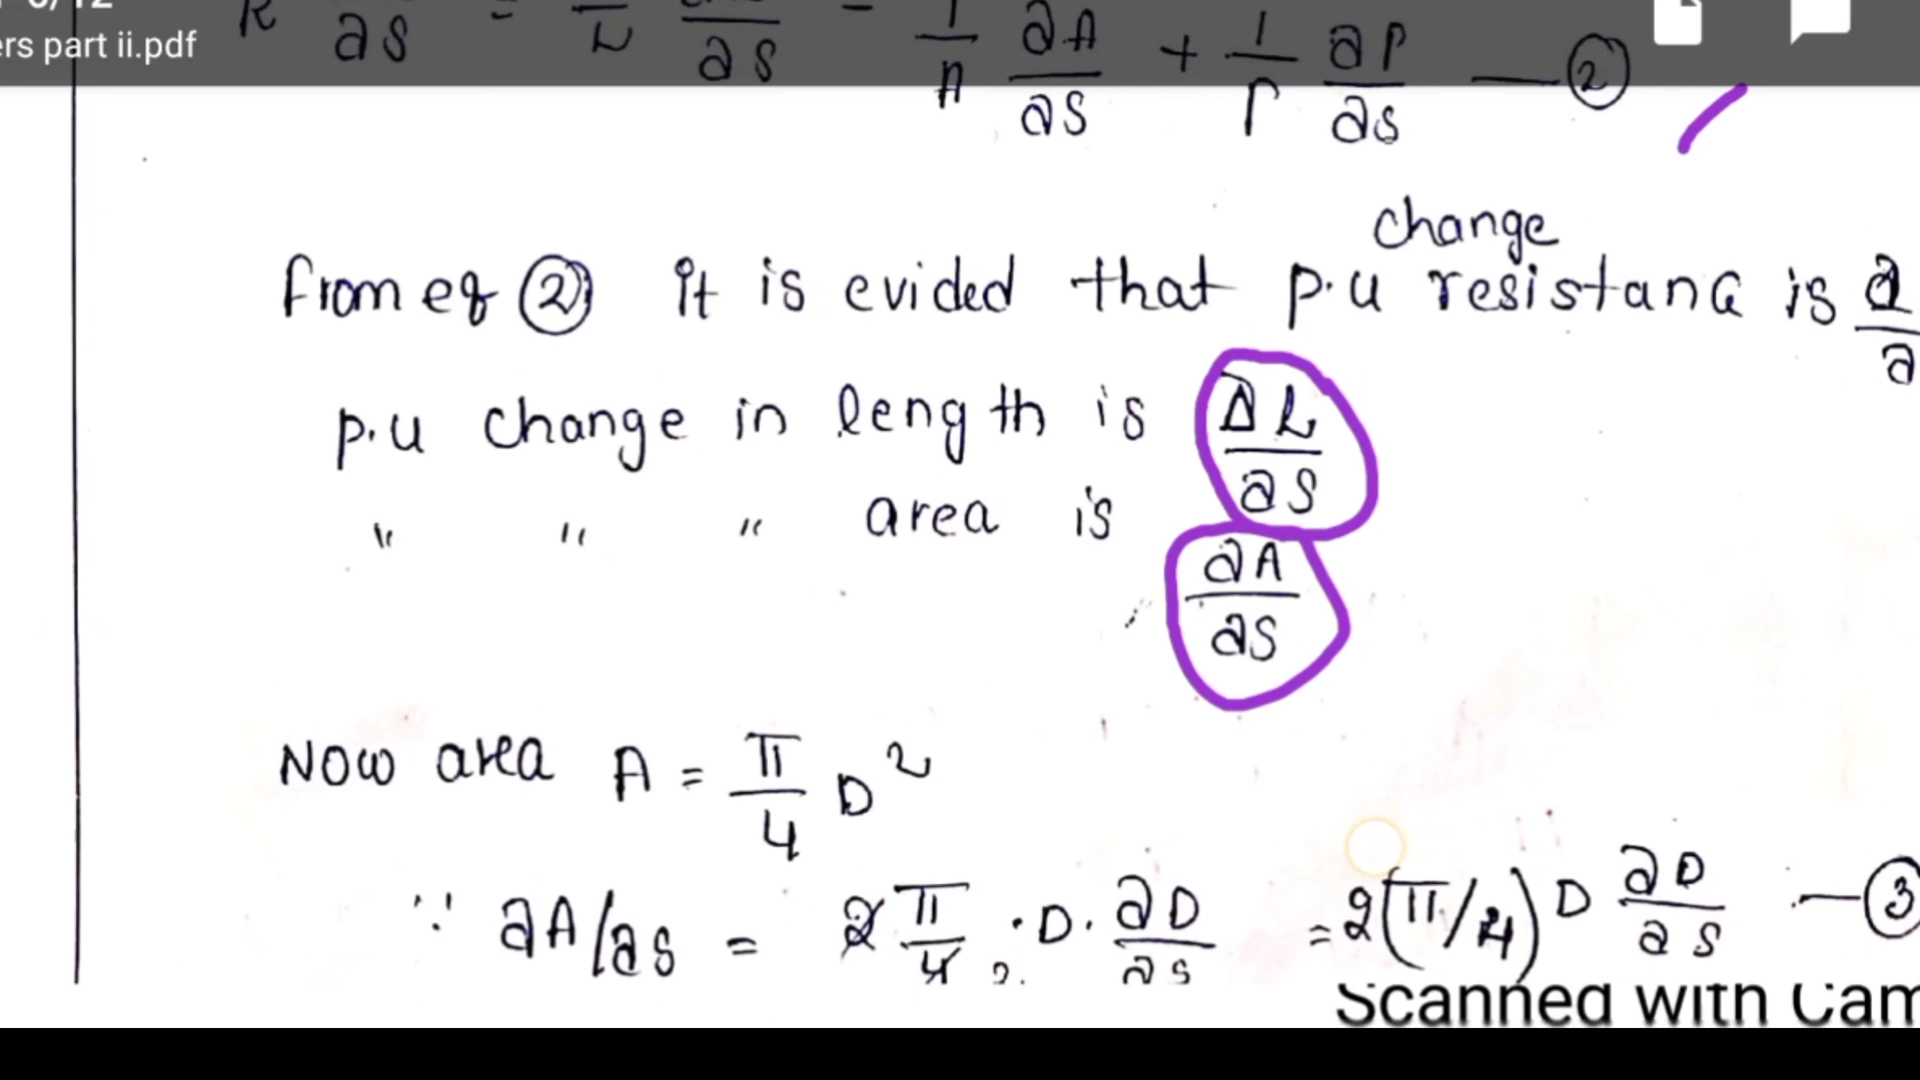 ers part ii.pdf
∂S = L ∂S - 1/A ∂A/∂S + 1/ρ ∂P/∂S — ②
change
from eq ② it is evided that p.u resistance is ∂
p.u change in length is ΔL/∂S
" " " area is ∂A/∂S
Now area A = π/4 D²
∵ ∂A/∂s = 2 π/4 · D · ∂D/∂s = 2(π/4) D ∂D/∂s — ③
Scanned with Cam